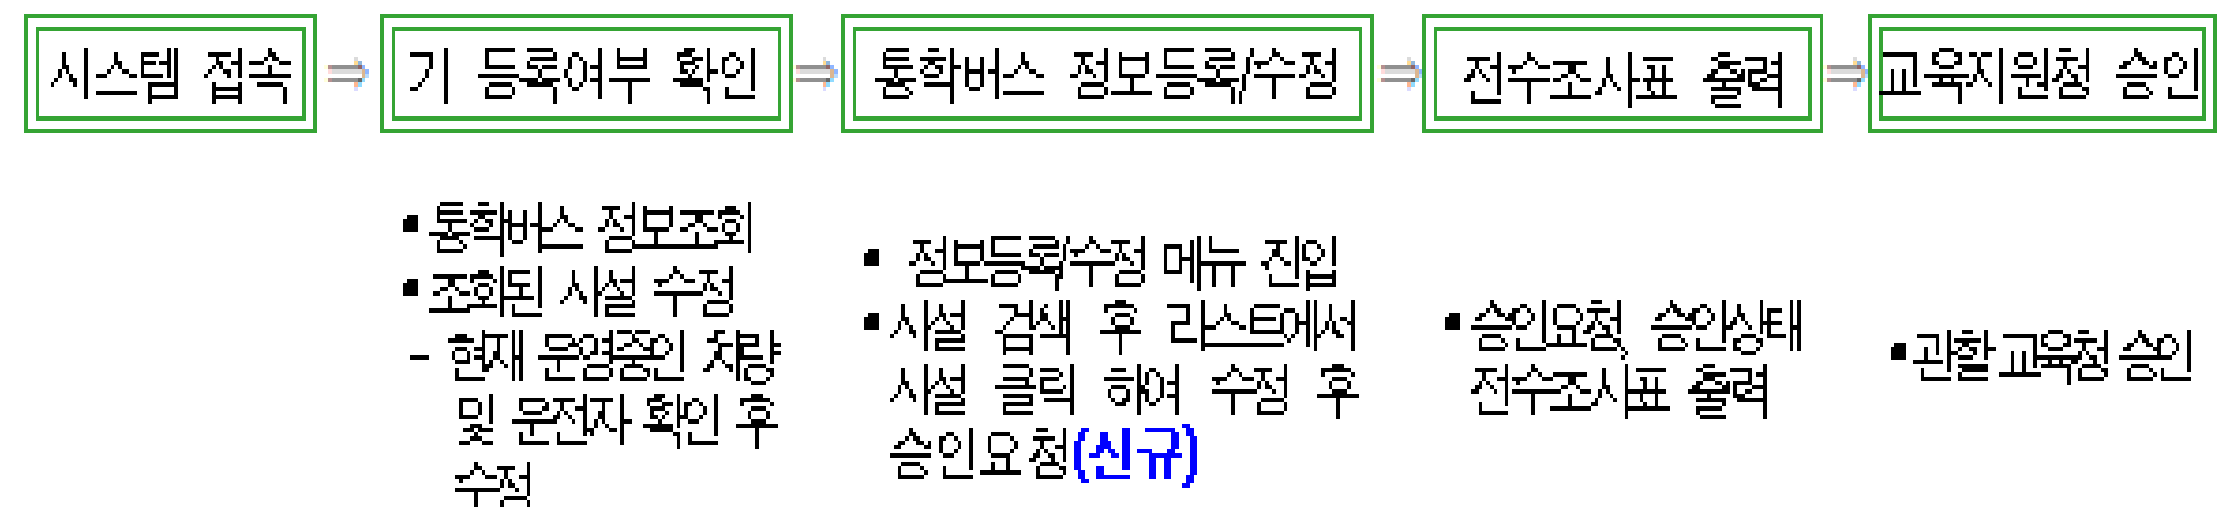 시스템 접속 ⇒ 기 등록여부 확인 ⇒ 통학버스 정보등록/수정 ⇒ 전수조사표 출력 ⇒ 교육지원청 승인
▪ 통학버스 정보조회
▪ 조회된 시설 수정
- 현재 운영중인 차량
및 운전자 확인 후
수정
▪ 정보등록/수정 메뉴 진입
▪ 시설 검색 후 리스트에서
시설 클릭 하여 수정 후
승인요청(신규)
▪ 승인요청, 승인상태
전수조사표 출력
▪ 관할 교육청 승인